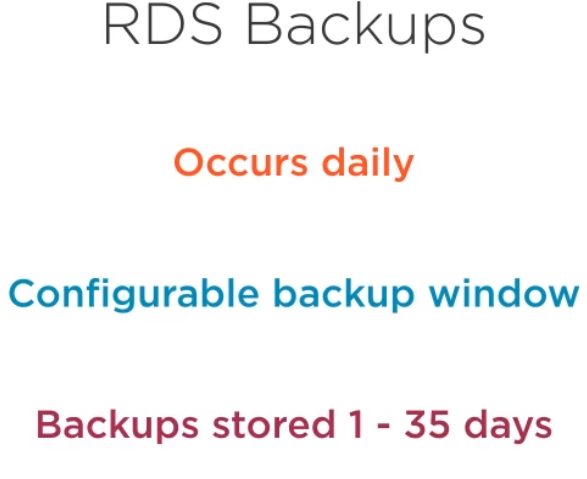 RDS Backups
Occurs daily
Configurable backup window
Backups stored 1 - 35 days